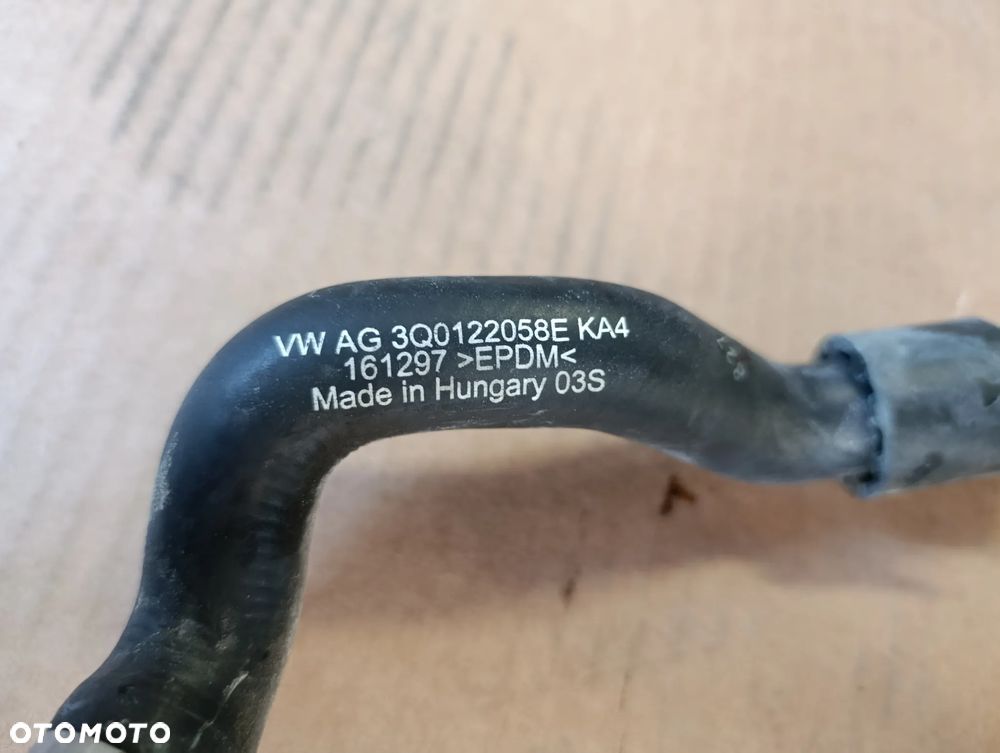 VW AG 3Q0122058E KA4
161297 >EPDM<
Made in Hungary 03S
OTOMOTO